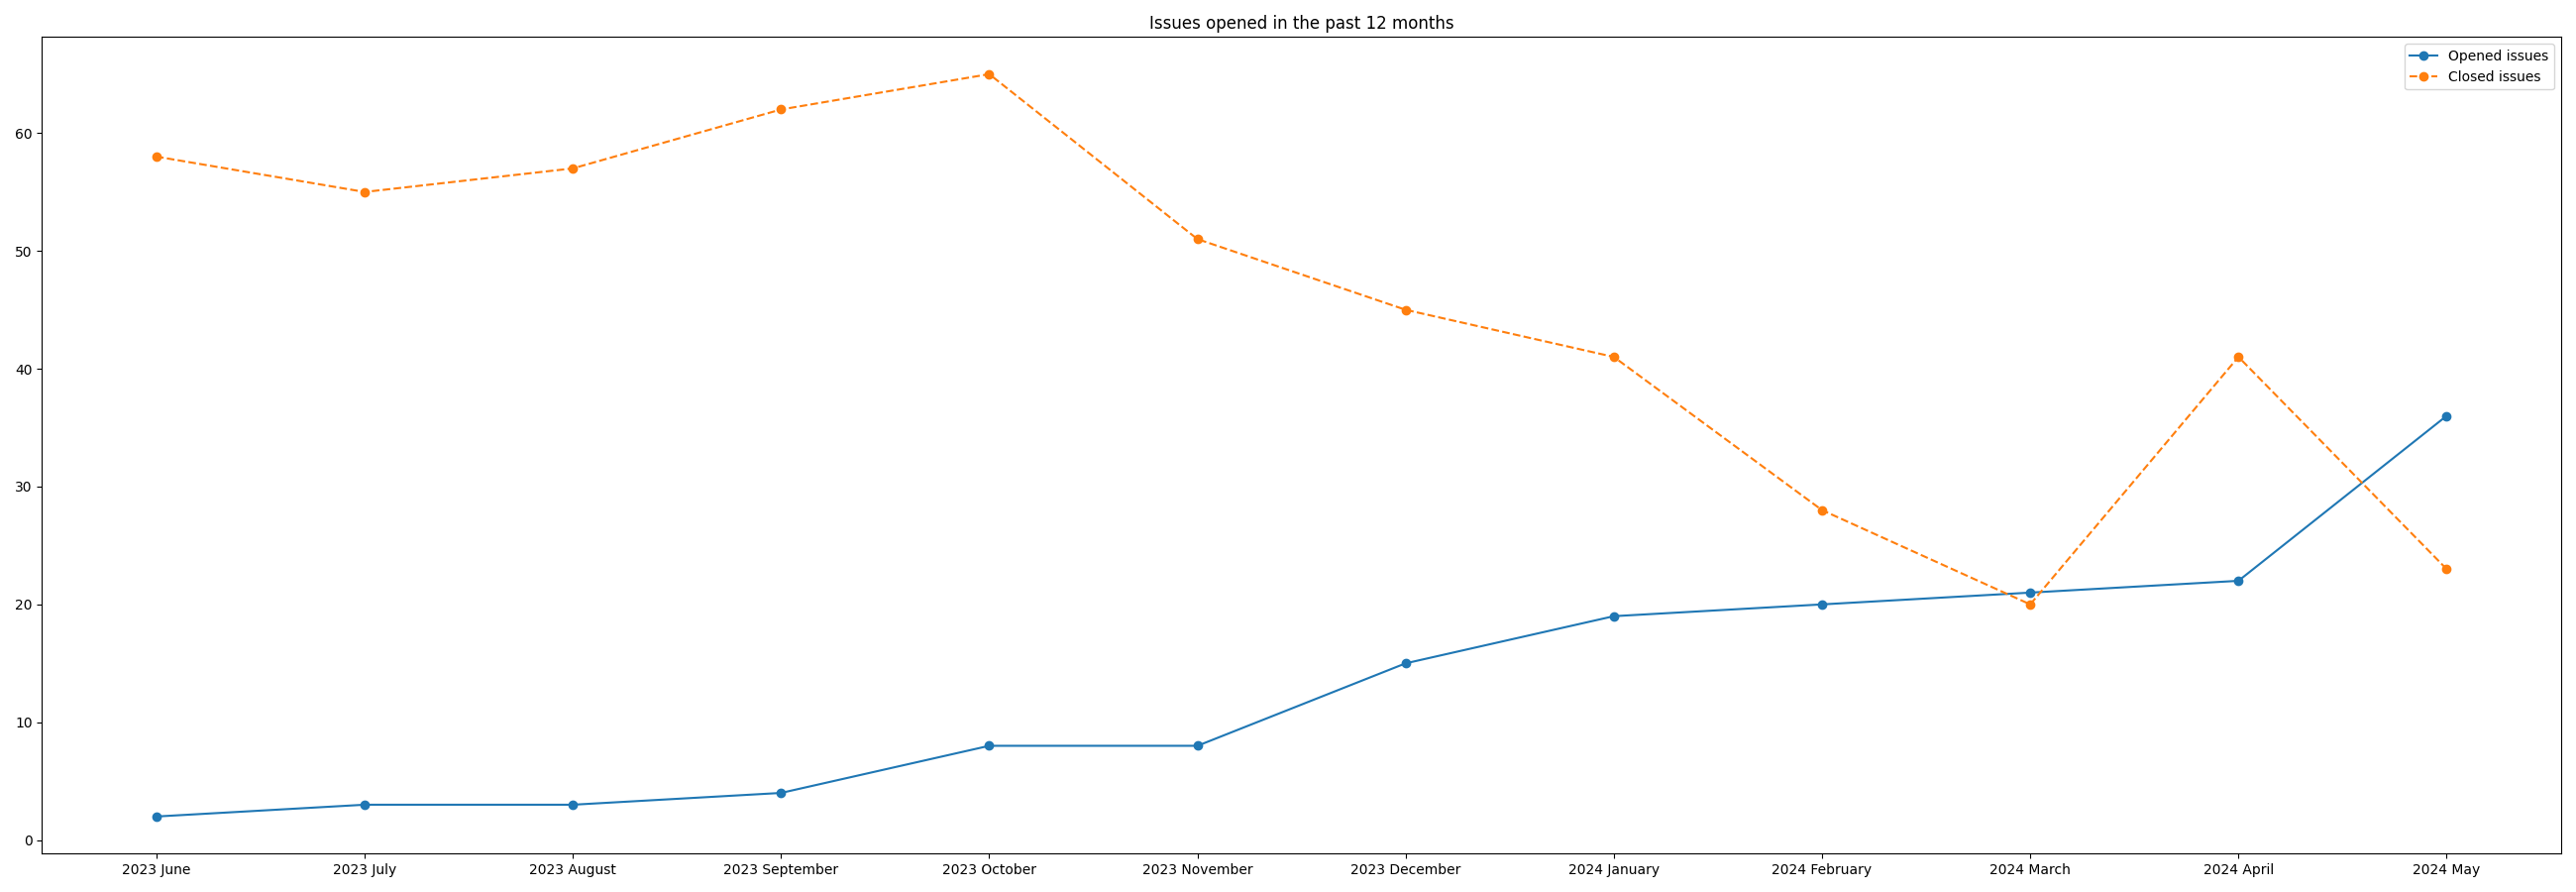 Issues opened in the past 12 months
Opened issues
Closed issues
60
50
40
30
20
10
0
2023 June 2023 July 2023 August 2023 September 2023 October 2023 November 2023 December 2024 January 2024 February 2024 March 2024 April 2024 May